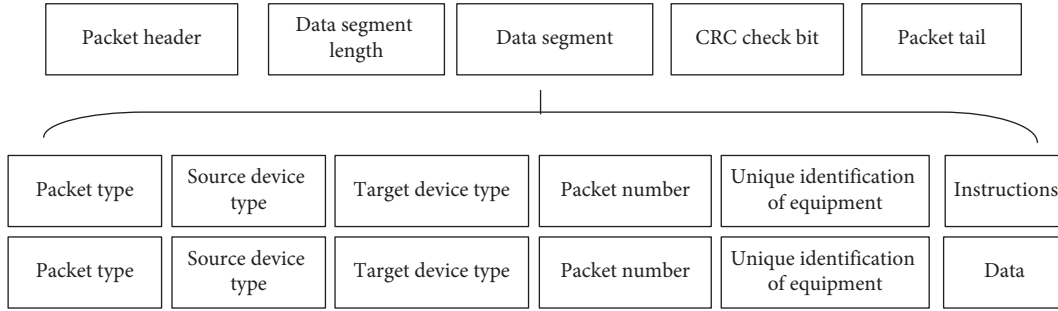 Packet header
Data segment
length
Data segment
CRC check bit
Packet tail
Packet type
Source device
type
Target device type
Packet number
Unique identification
of equipment
Instructions
Packet type
Source device
type
Target device type
Packet number
Unique identification
of equipment
Data